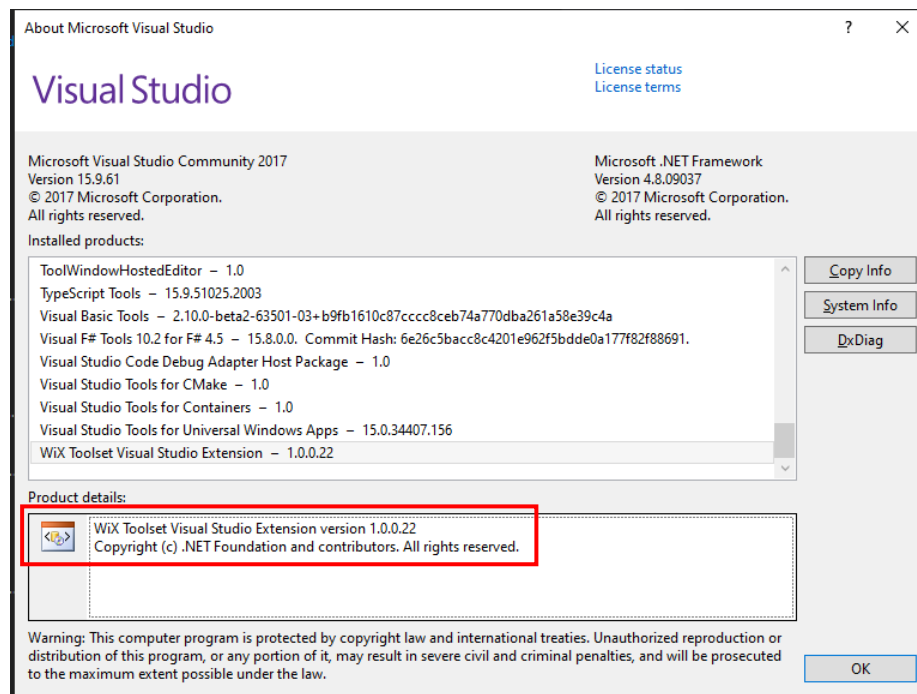 About Microsoft Visual Studio
?
Visual Studio
License status
License terms
Microsoft Visual Studio Community 2017
Version 15.9.61
© 2017 Microsoft Corporation.
All rights reserved.
Microsoft .NET Framework
Version 4.8.09037
© 2017 Microsoft Corporation.
All rights reserved.
Installed products:
ToolWindowHostedEditor – 1.0
TypeScript Tools – 15.9.51025.2003
Visual Basic Tools – 2.10.0-beta2-63501-03+b9fb1610c87cccc8ceb74a770dba261a58e39c4a
Visual F# Tools 10.2 for F# 4.5 – 15.8.0.0. Commit Hash: 6e26c5bacc8c4201e962f5bdde0a177f82f88691.
Visual Studio Code Debug Adapter Host Package – 1.0
Visual Studio Tools for CMake – 1.0
Visual Studio Tools for Containers – 1.0
Visual Studio Tools for Universal Windows Apps – 15.0.34407.156
WiX Toolset Visual Studio Extension – 1.0.0.22
Copy Info
System Info
DxDiag
Product details:
WiX Toolset Visual Studio Extension version 1.0.0.22
Copyright (c) .NET Foundation and contributors. All rights reserved.
Warning: This computer program is protected by copyright law and international treaties. Unauthorized reproduction or
distribution of this program, or any portion of it, may result in severe civil and criminal penalties, and will be prosecuted
to the maximum extent possible under the law.
OK